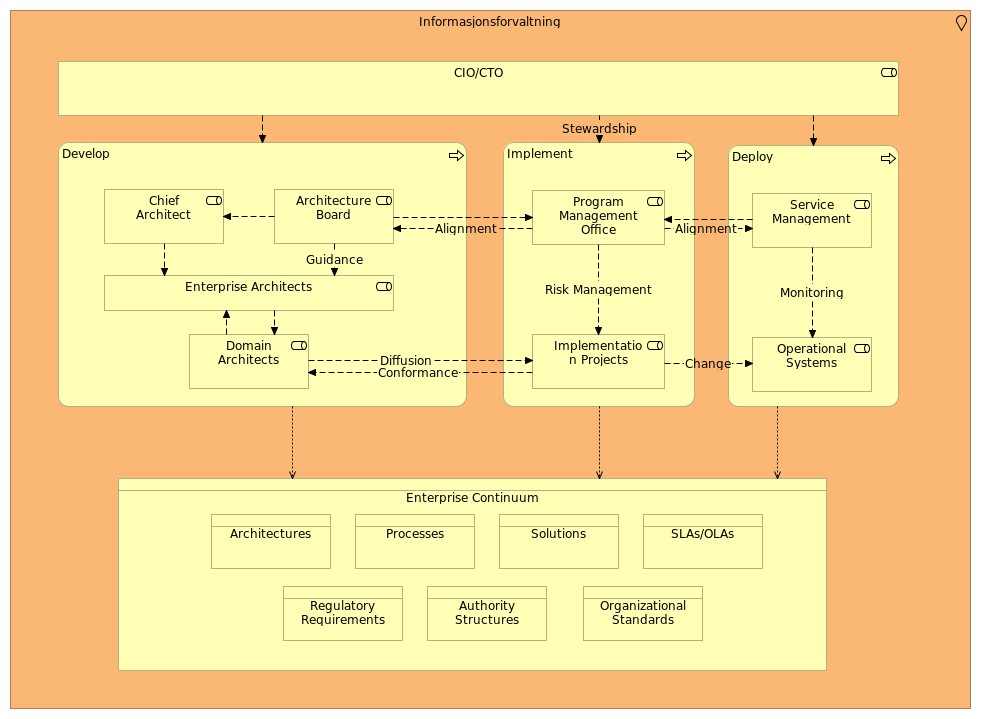 Informasjonsforvaltning
CIO/CTO
Stewardship
Develop
Implement
Deploy
Chief
Architect
Architecture
Board
Program
Management
Office
Service
Management
Alignment
Alignment
Guidance
Enterprise Architects
Risk Management
Monitoring
Domain
Architects
Implementatio
n Projects
Operational
Systems
Diffusion
Conformance
Change
Enterprise Continuum
Architectures
Processes
Solutions
SLAs/OLAs
Regulatory
Requirements
Authority
Structures
Organizational
Standards